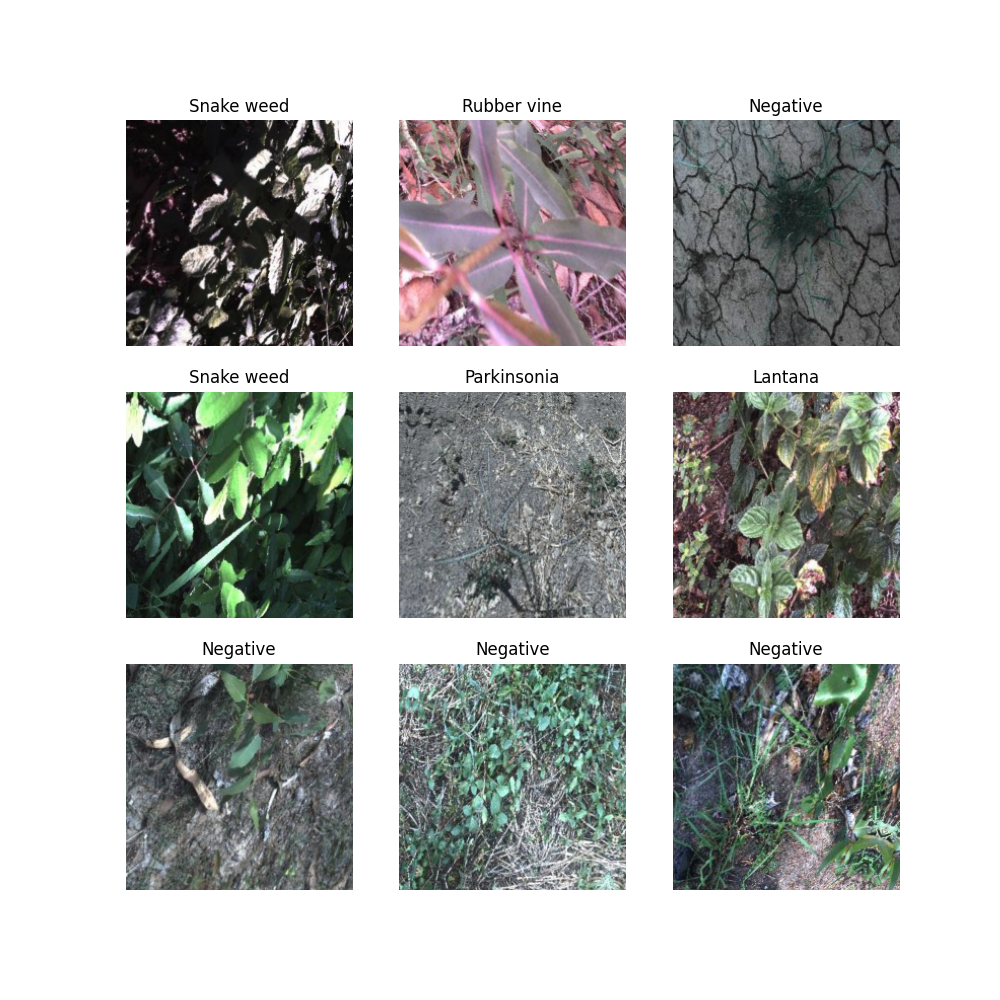 Snake weed
Rubber vine
Negative
Snake weed
Parkinsonia
Lantana
Negative
Negative
Negative